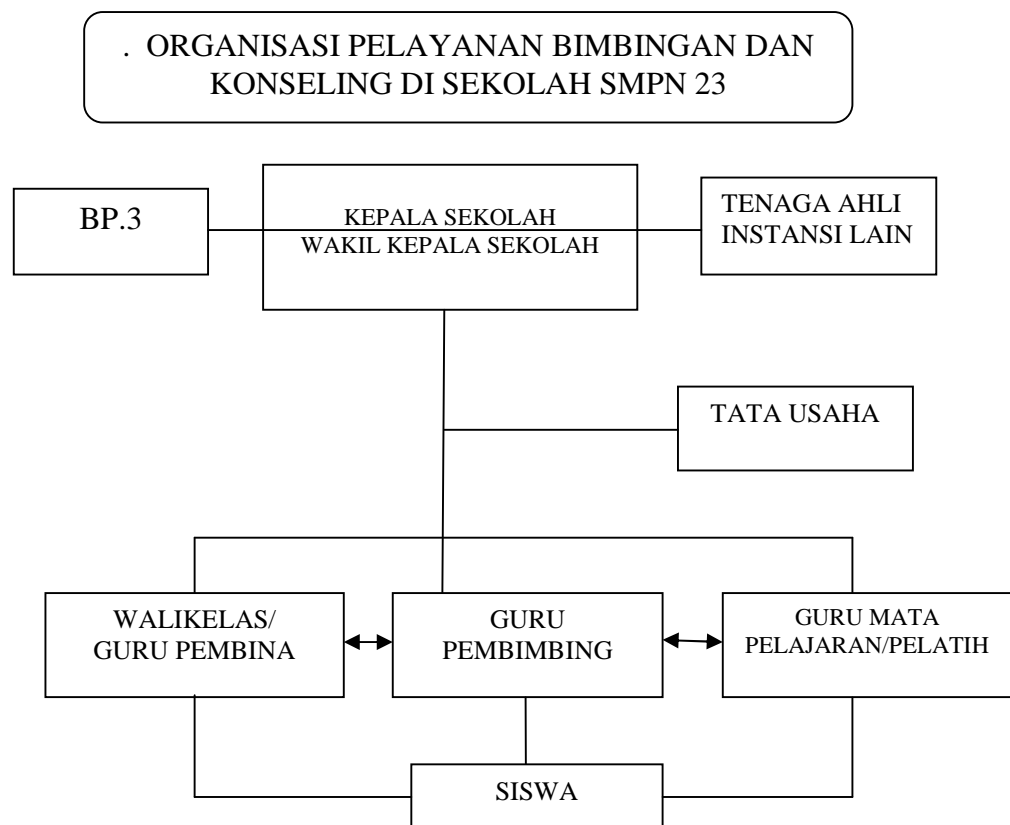 . ORGANISASI PELAYANAN BIMBINGAN DAN
KONSELING DI SEKOLAH SMPN 23
BP.3
KEPALA SEKOLAH
WAKIL KEPALA SEKOLAH
TENAGA AHLI
INSTANSI LAIN
TATA USAHA
WALIKELAS/
GURU PEMBINA
GURU
PEMBIMBING
GURU MATA
PELAJARAN/PELATIH
SISWA